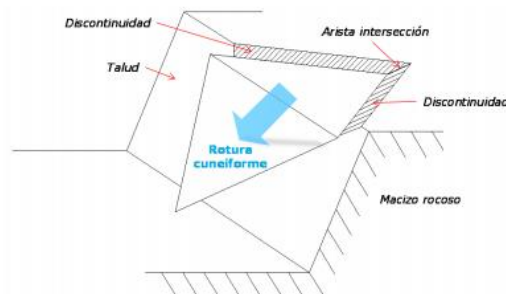 Discontinuidad
Arista intersección
Talud
Discontinuidad
Rotura
cuneiforme
Macizo rocoso